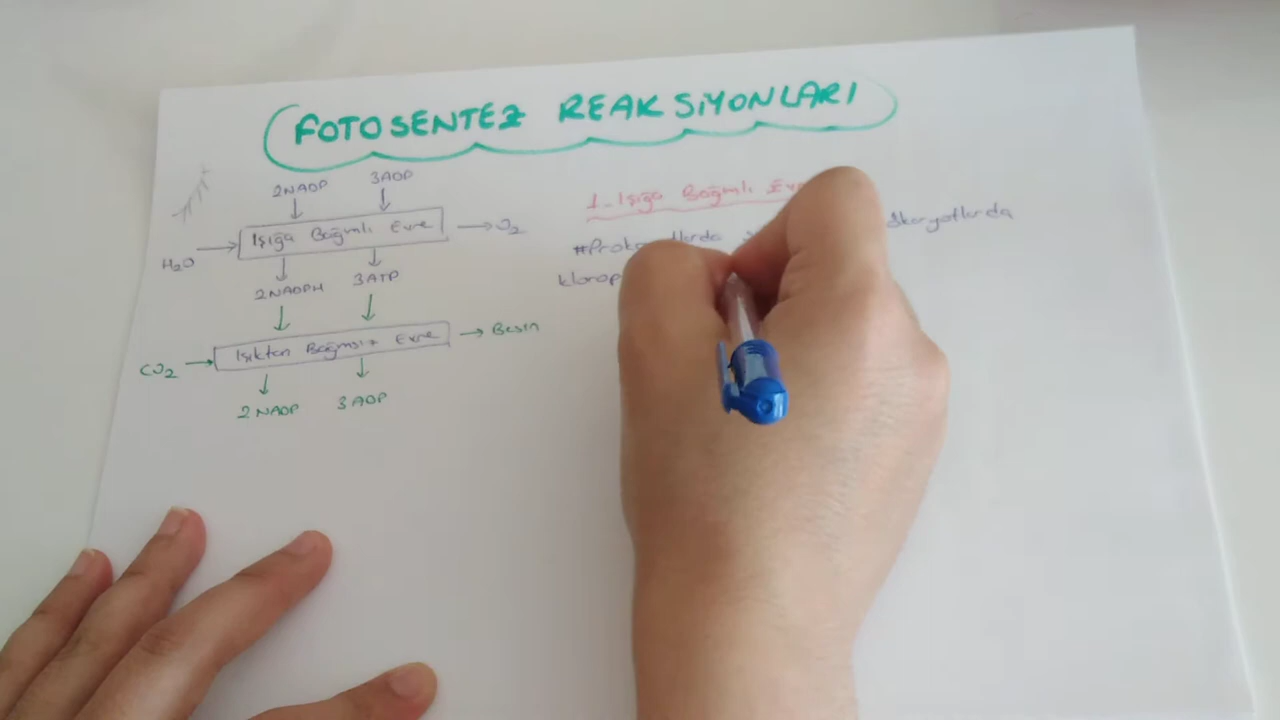 FOTOSENTEZ REAKSİYONLARI
2NADP 3ADP
H2O Işığa Bağımlı Evre O2
2NADPH 3ATP
CO2 Işıktan Bağımsız Evre Besin
2NADP 3ADP
1- Işığa Bağımlı
#
klorop